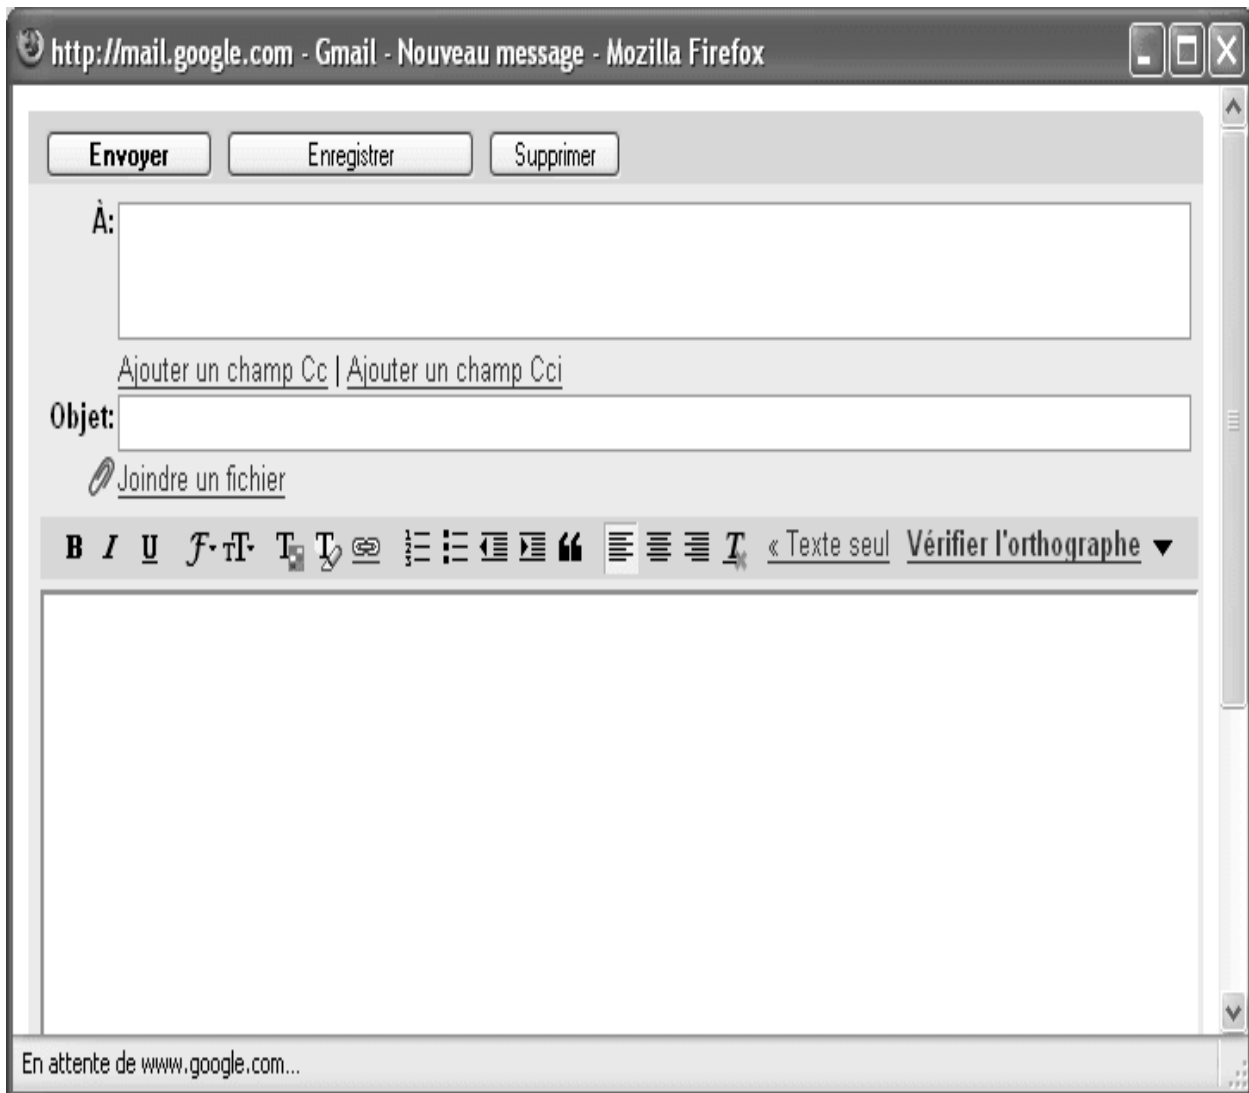 http://mail.google.com - Gmail - Nouveau message - Mozilla Firefox
Envoyer Enregistrer Supprimer
À:
Ajouter un champ Cc | Ajouter un champ Cci
Objet:
Joindre un fichier
B I U F T T T T « Texte seul Vérifier l'orthographe
En attente de www.google.com...